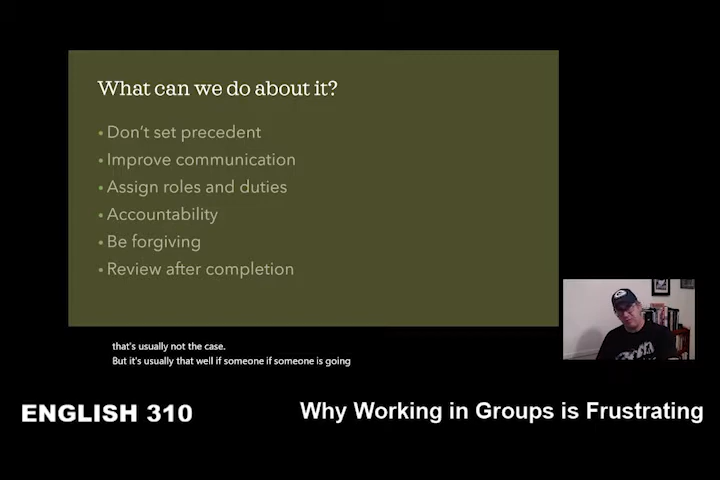 What can we do about it?
• Don't set precedent
• Improve communication
• Assign roles and duties
• Accountability
• Be forgiving
• Review after completion
that's usually not the case.
But it's usually that well if someone if someone is going
ENGLISH 310
Why Working in Groups is Frustrating